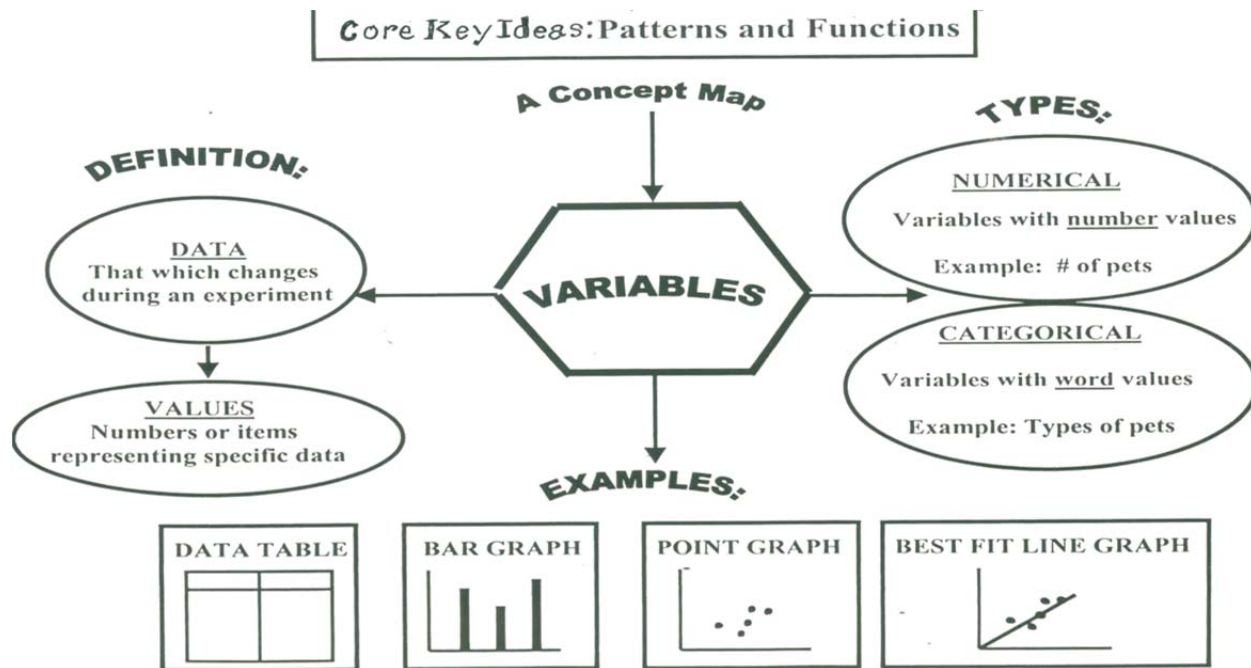 Core Key Ideas: Patterns and Functions
A Concept Map
DEFINITION:
DATA
That which changes
during an experiment
VALUES
Numbers or items
representing specific data
VARIABLES
TYPES:
NUMERICAL
Variables with number values
Example: # of pets
CATEGORICAL
Variables with word values
Example: Types of pets
EXAMPLES:
DATA TABLE
BAR GRAPH
POINT GRAPH
BEST FIT LINE GRAPH